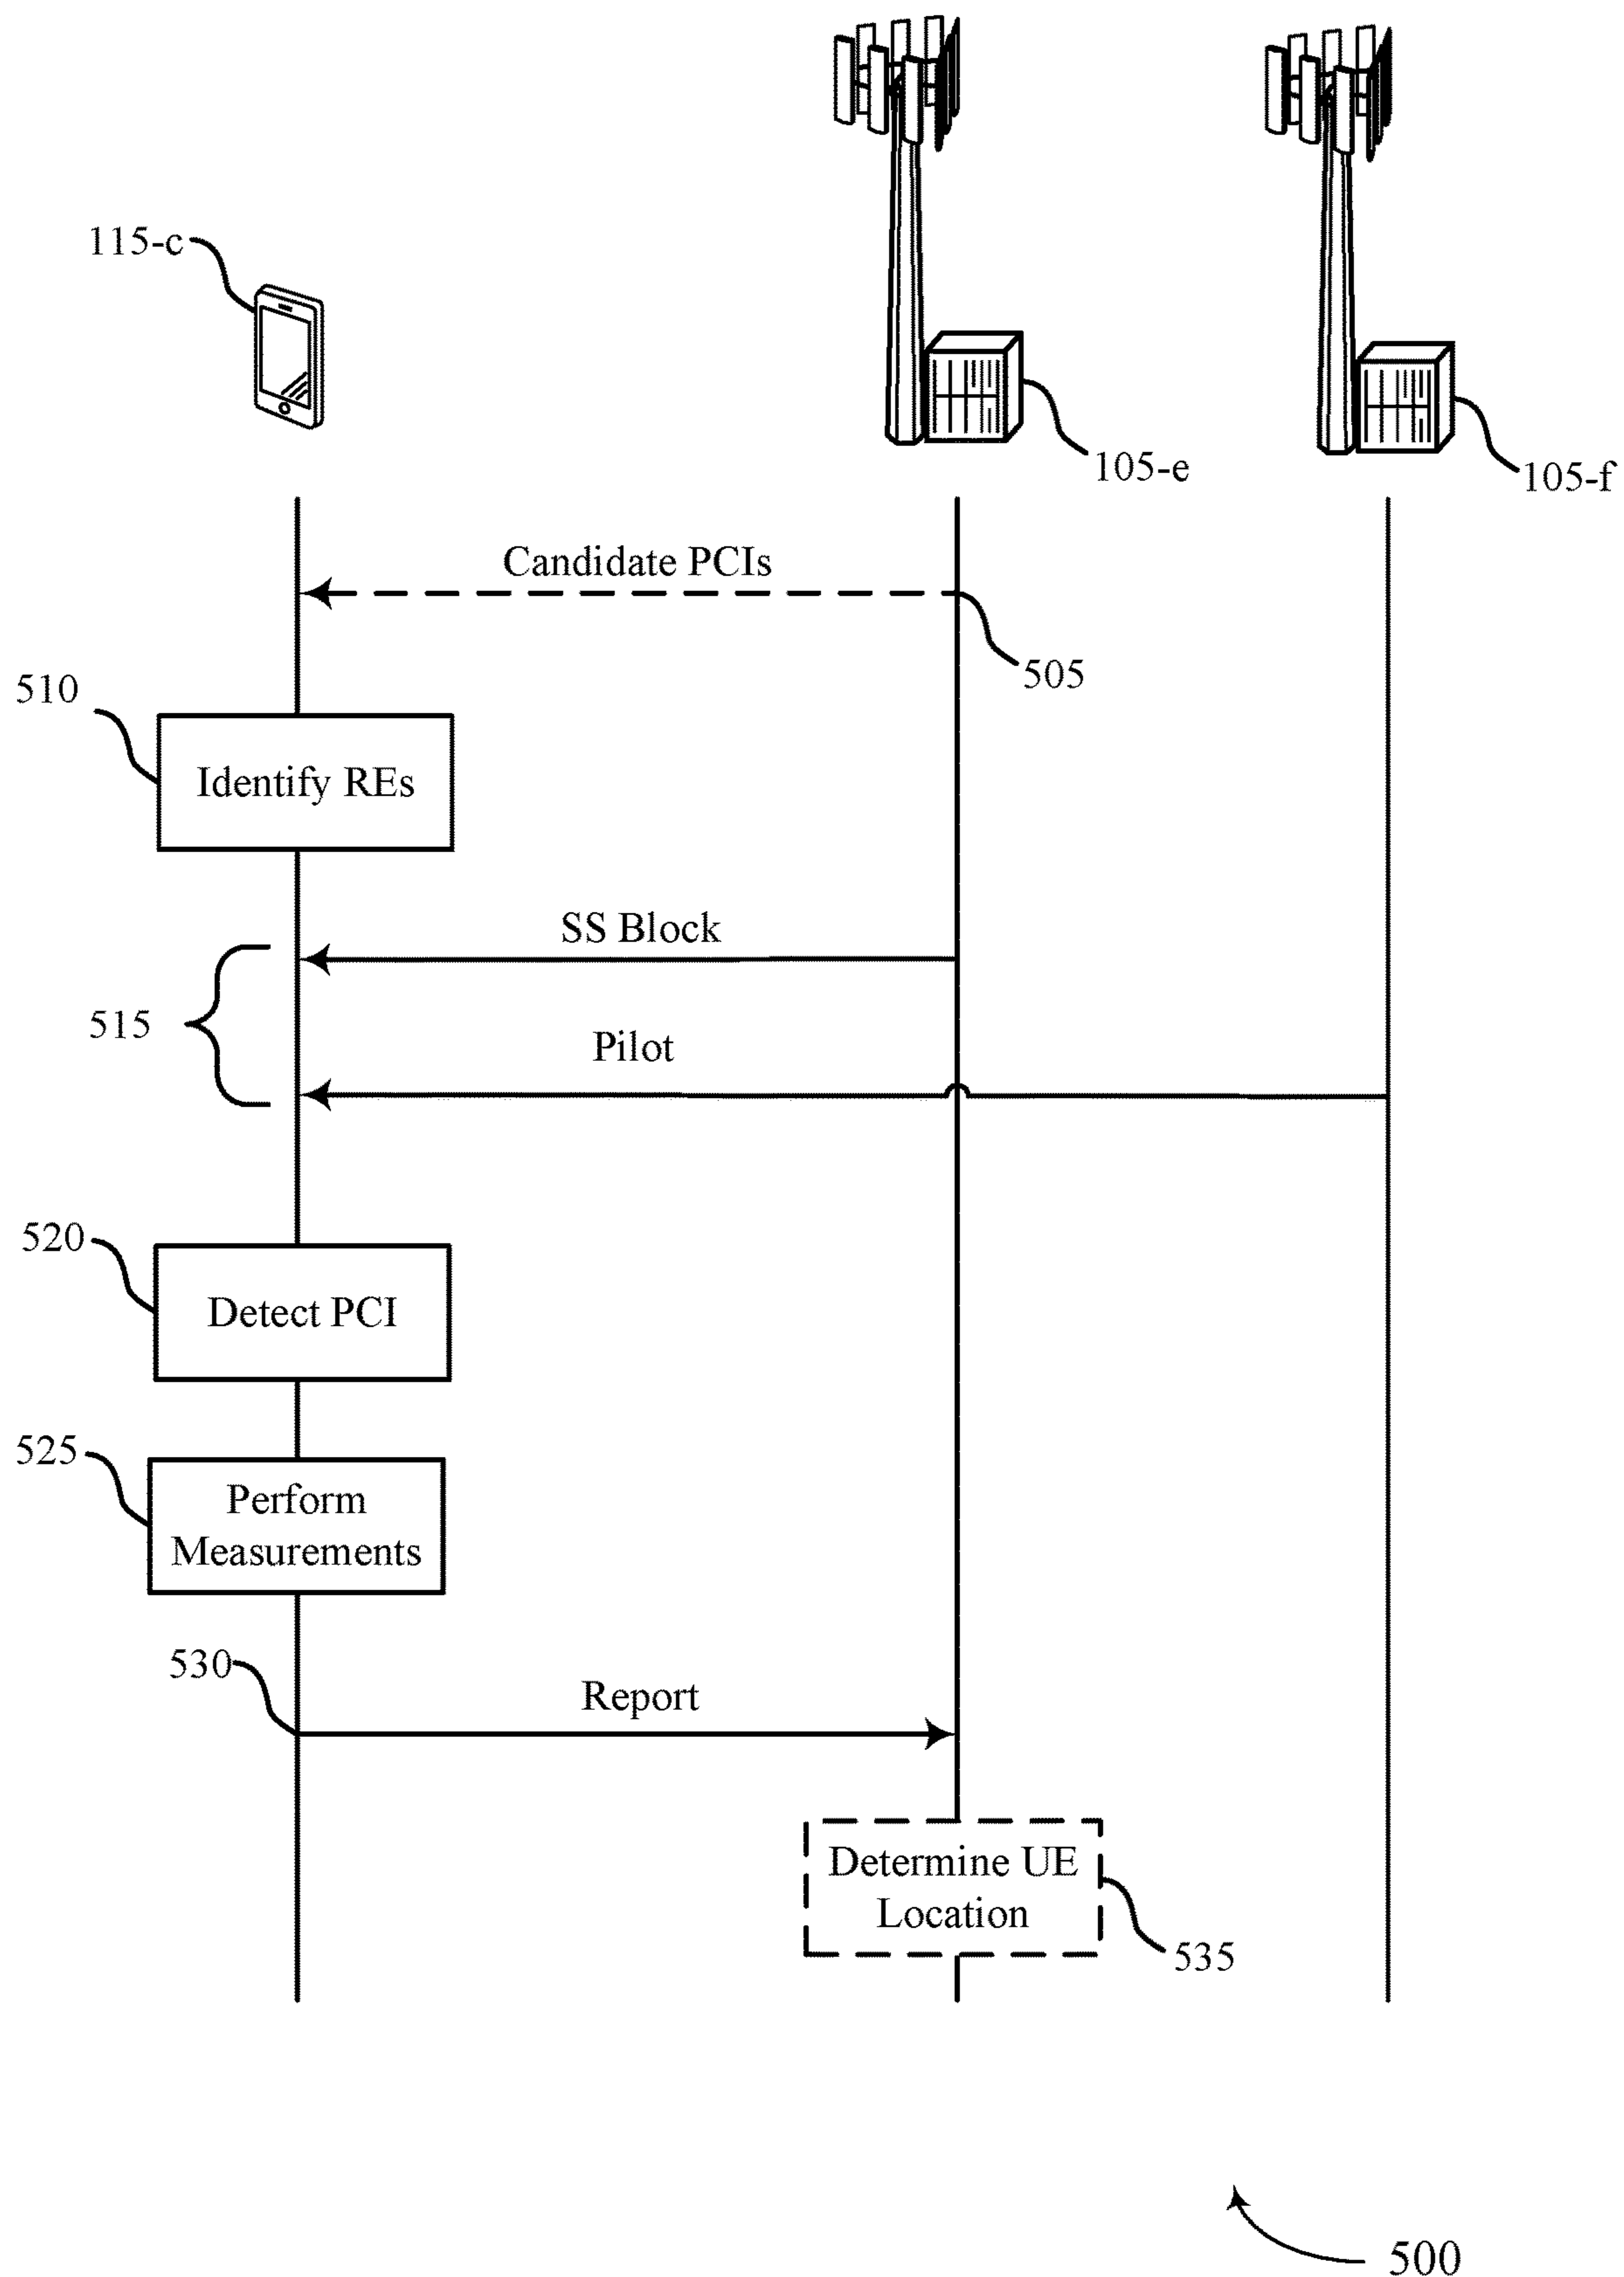 115-c
105-e
105-f
Candidate PCIs
505
510
Identify REs
SS Block
515
Pilot
520
Detect PCI
525
Perform
Measurements
530
Report
Determine UE
Location
535
500